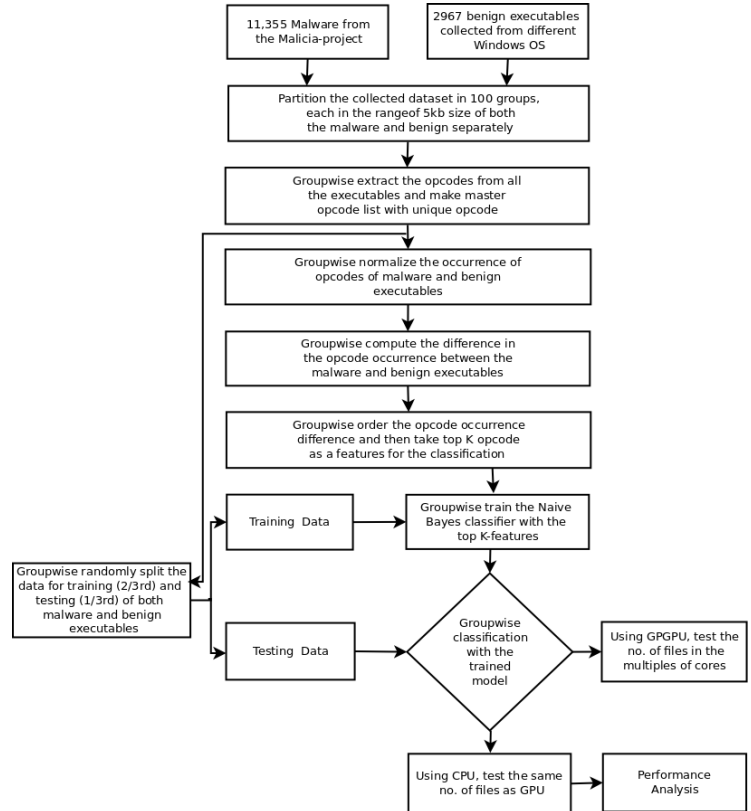 11,355 Malware from
the Malicia-project
2967 benign executables
collected from different
Windows OS
Partition the collected dataset in 100 groups,
each in the rangeof 5kb size of both
the malware and benign separately
Groupwise extract the opcodes from all
the executables and make master
opcode list with unique opcode
Groupwise normalize the occurrence of
opcodes of malware and benign
executables
Groupwise compute the difference in
the opcode occurrence between the
malware and benign executables
Groupwise order the opcode occurrence
difference and then take top K opcode
as a features for the classification
Training Data
Groupwise train the Naive
Bayes classifier with the
top K-features
Groupwise randomly split the
data for training (2/3rd) and
testing (1/3rd) of both
malware and benign
executables
Testing Data
Groupwise
classification
with the
trained
model
Using GPGPU, test the
no. of files in the
multiples of cores
Using CPU, test the same
no. of files as GPU
Performance
Analysis